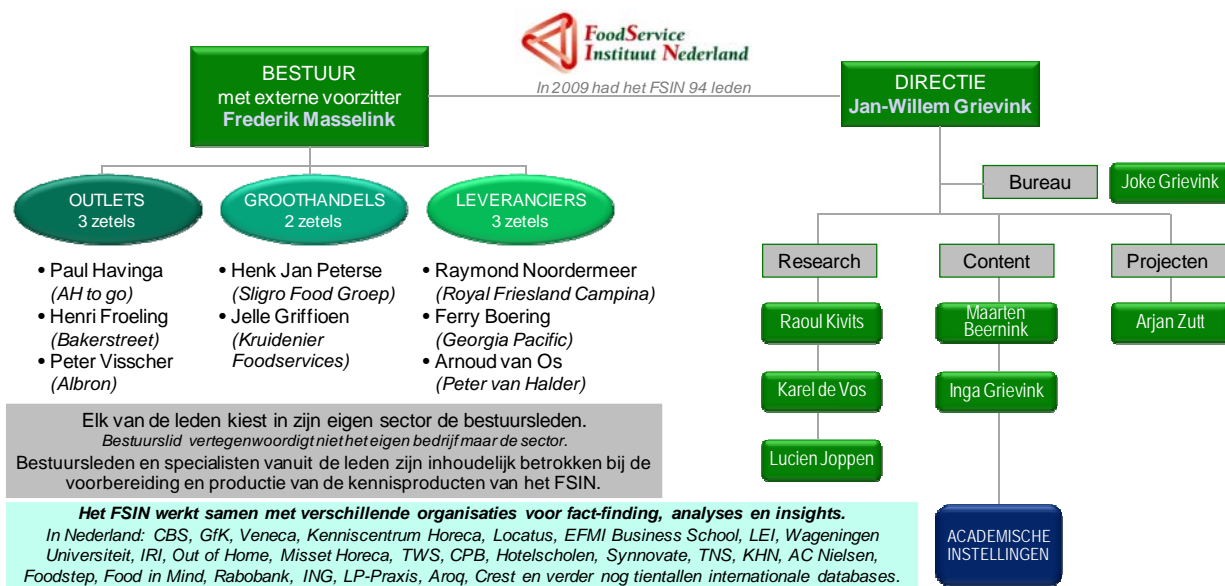 FoodService
Instituut Nederland
In 2009 had het FSIN 94 leden
BESTUUR
met externe voorzitter
Frederik Masselink
DIRECTIE
Jan-Willem Grievink
Bureau
Joke Grievink
OUTLETS
3 zetels
GROOTHANDELS
2 zetels
LEVERANCIERS
3 zetels
• Paul Havinga
(AH to go)
• Henri Froeling
(Bakerstreet)
• Peter Visscher
(Albron)
• Henk Jan Peterse
(Sligro Food Groep)
• Jelle Griffioen
(Kruidenier
Foodservices)
• Raymond Noordermeer
(Royal Friesland Campina)
• Ferry Boering
(Georgia Pacific)
• Arnoud van Os
(Peter van Halder)
Research
Raoul Kivits
Karel de Vos
Lucien Joppen
Content
Maarten
Beernink
Inga Grievink
ACADEMISCHE
INSTELLINGEN
Projecten
Arjan Zutt
Elk van de leden kiest in zijn eigen sector de bestuursleden.
Bestuurslid vertegenwoordigt niet het eigen bedrijf maar de sector.
Bestuursleden en specialisten vanuit de leden zijn inhoudelijk betrokken bij de
voorbereiding en productie van de kennisproducten van het FSIN.
Het FSIN werkt samen met verschillende organisaties voor fact-finding, analyses en insights.
In Nederland: CBS, GfK, Veneca, Kenniscentrum Horeca, Locatus, EFMI Business School, LEI, Wageningen
Universiteit, IRI, Out of Home, Misset Horeca, TWS, CPB, Hotelscholen, Synnovate, TNS, KHN, AC Nielsen,
Foodstep, Food in Mind, Rabobank, ING, LP-Praxis, Aroq, Crest en verder nog tientallen internationale databases.